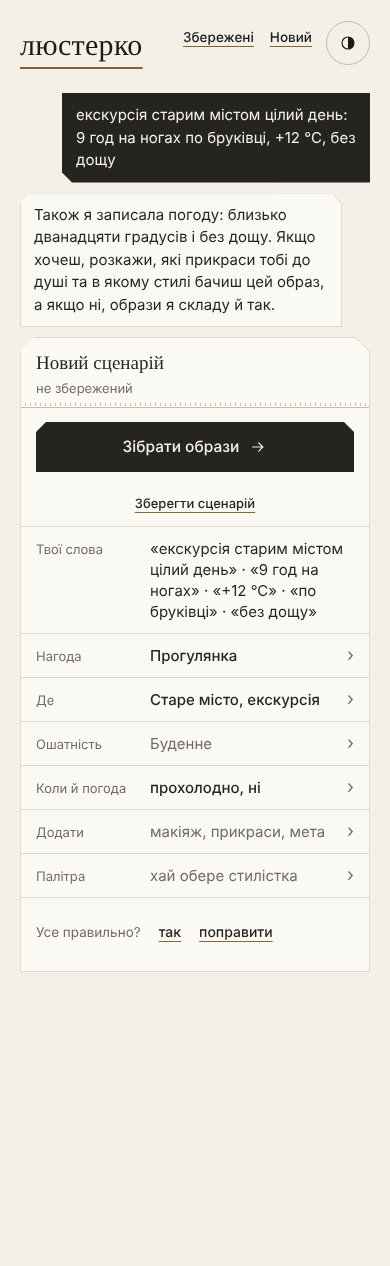 люстерко
Збережені Новий
екскурсія старим містом цілий день:
9 год на ногах по бруківці, +12 °C, без
дощу
Також я записала погоду: близько
дванадцяти градусів і без дощу. Якщо
хочеш, розкажи, які прикраси тобі до
душі та в якому стилі бачиш цей образ,
а якщо ні, образи я складу й так.
Новий сценарій
не збережений
Зібрати образи →
Зберегти сценарій
Твої слова «екскурсія старим містом
цілий день» · «9 год на
ногах» · «+12 °C» · «по
бруківці» · «без дощу»
Нагода Прогулянка
Де Старе місто, екскурсія
Ошатність Буденне
Коли й погода прохолодно, ні
Додати макіяж, прикраси, мета
Палітра хай обере стилістка
Усе правильно? так поправити